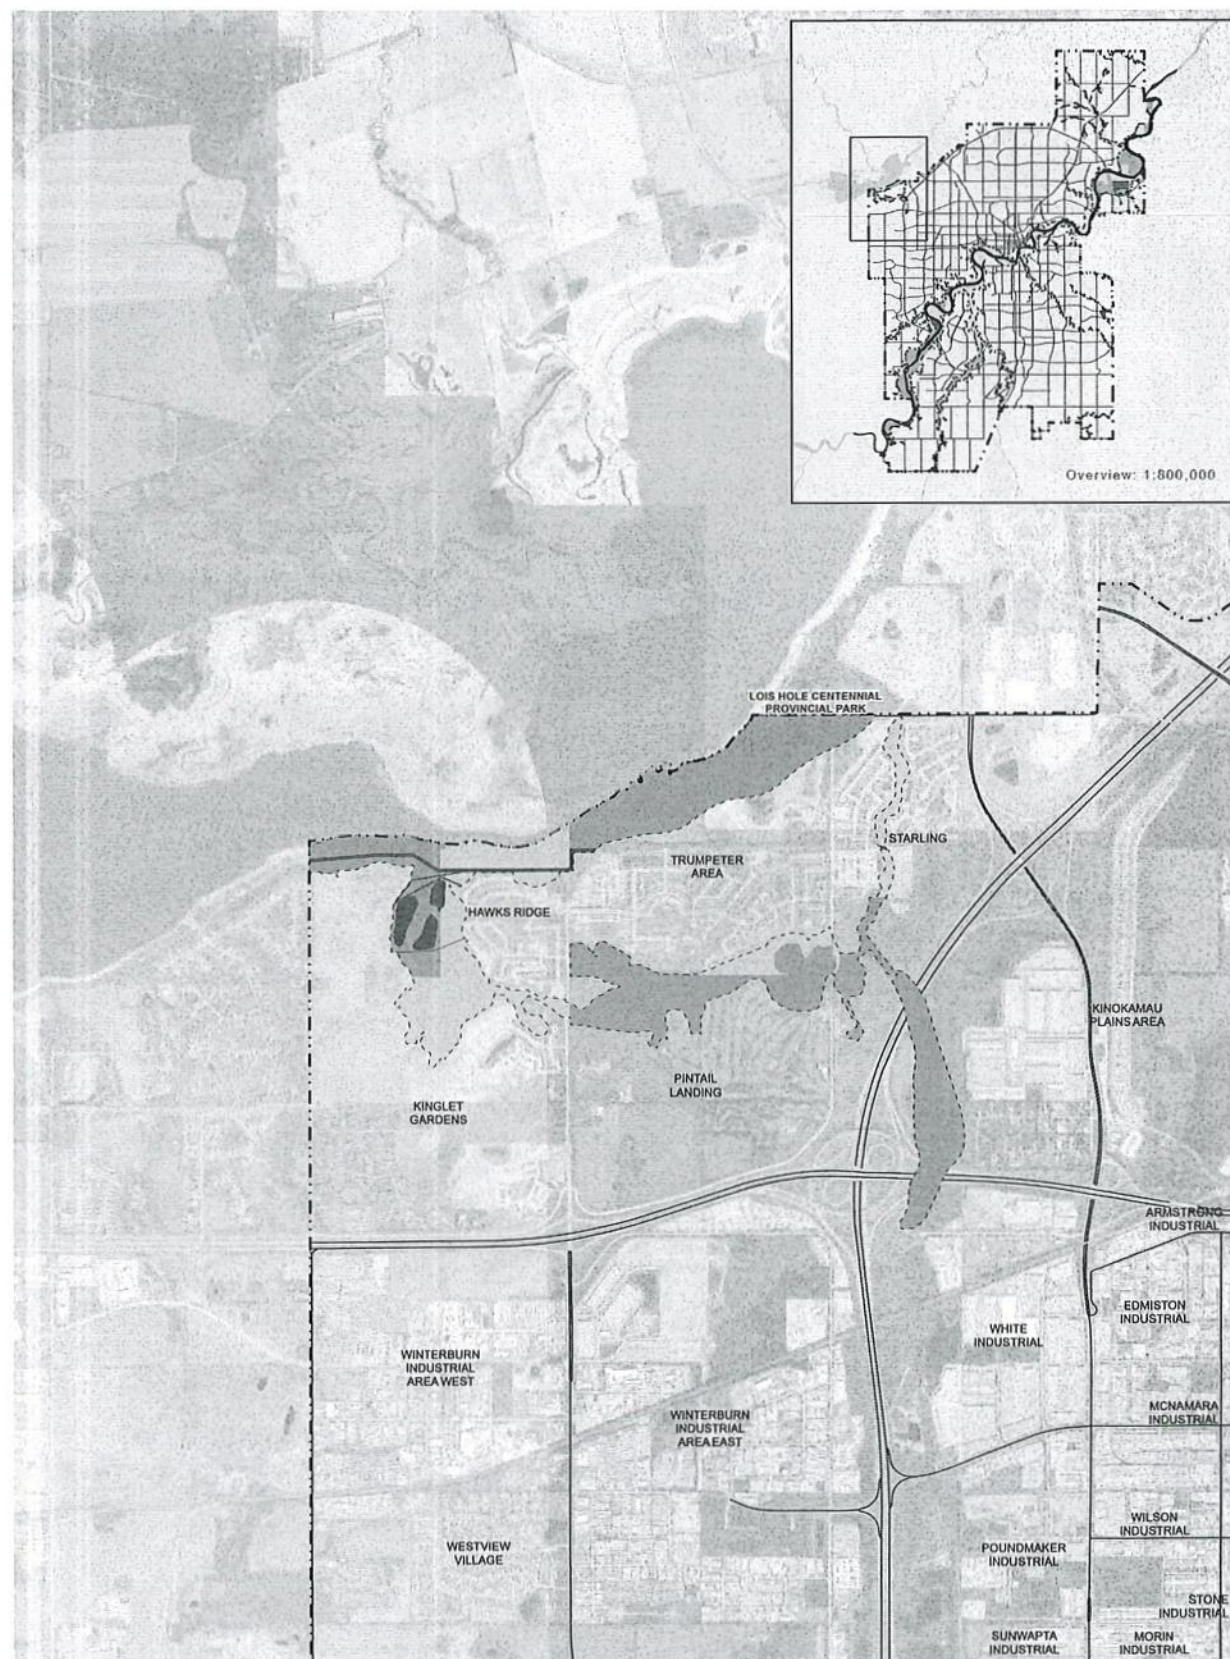 Overview: 1:800,000
LOIS HOLE CENTENNIAL
PROVINCIAL PARK
STARLING
TRUMPETER
AREA
HAWKS RIDGE
KINOKAMAU
PLAINS AREA
PINTAIL
LANDING
KINGLET
GARDENS
ARMSTRONG
INDUSTRIAL
EDMISTON
INDUSTRIAL
WHITE
INDUSTRIAL
WINTERBURN
INDUSTRIAL
AREA WEST
MCNAMARA
INDUSTRIAL
WINTERBURN
INDUSTRIAL
AREA EAST
WILSON
INDUSTRIAL
WESTVIEW
VILLAGE
POUNDMAKER
INDUSTRIAL
STONE
INDUSTRIAL
SUNWAPTA
INDUSTRIAL
MORIN
INDUSTRIAL